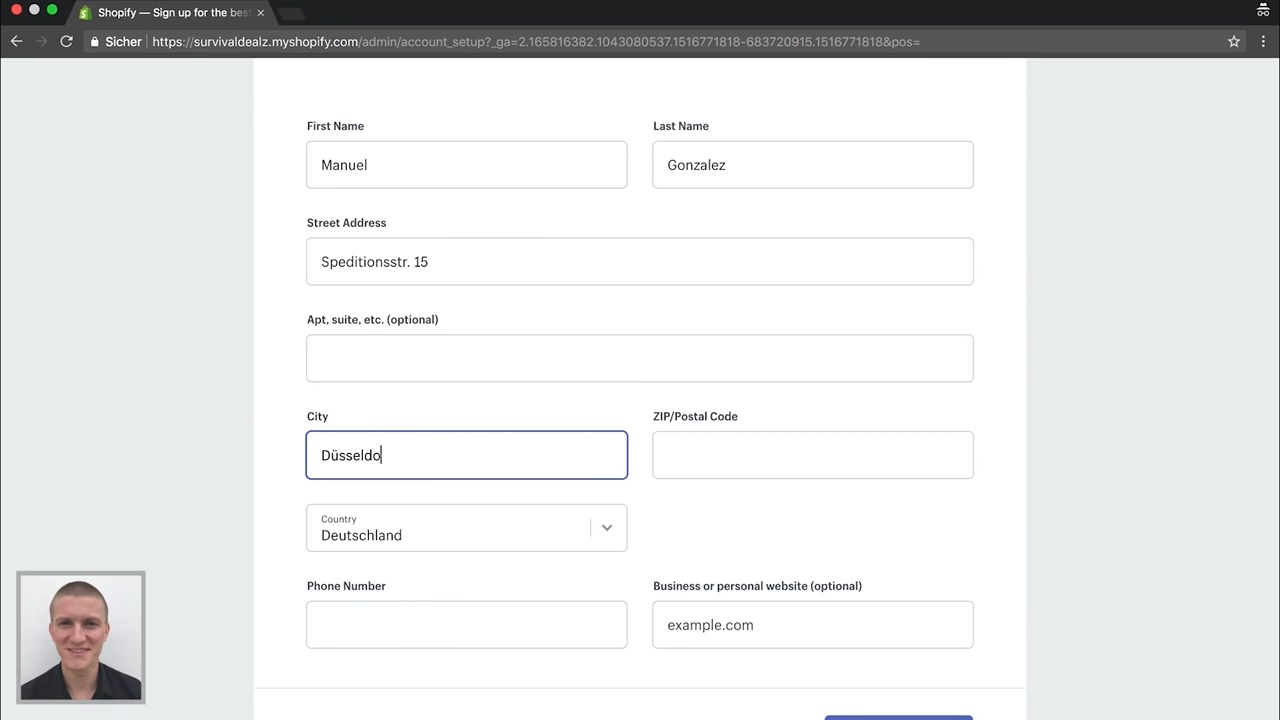 Shopify — Sign up for the bes
Sicher https://survivaldealz.myshopify.com/admin/account_setup?_ga=2.165816382.1043080537.1516771818-683720915.1516771818&pos=
First Name Last Name
Manuel Gonzalez
Street Address
Speditionsstr. 15
Apt, suite, etc. (optional)
City ZIP/Postal Code
Düsseldo
Country
Deutschland
Phone Number Business or personal website (optional)
example.com